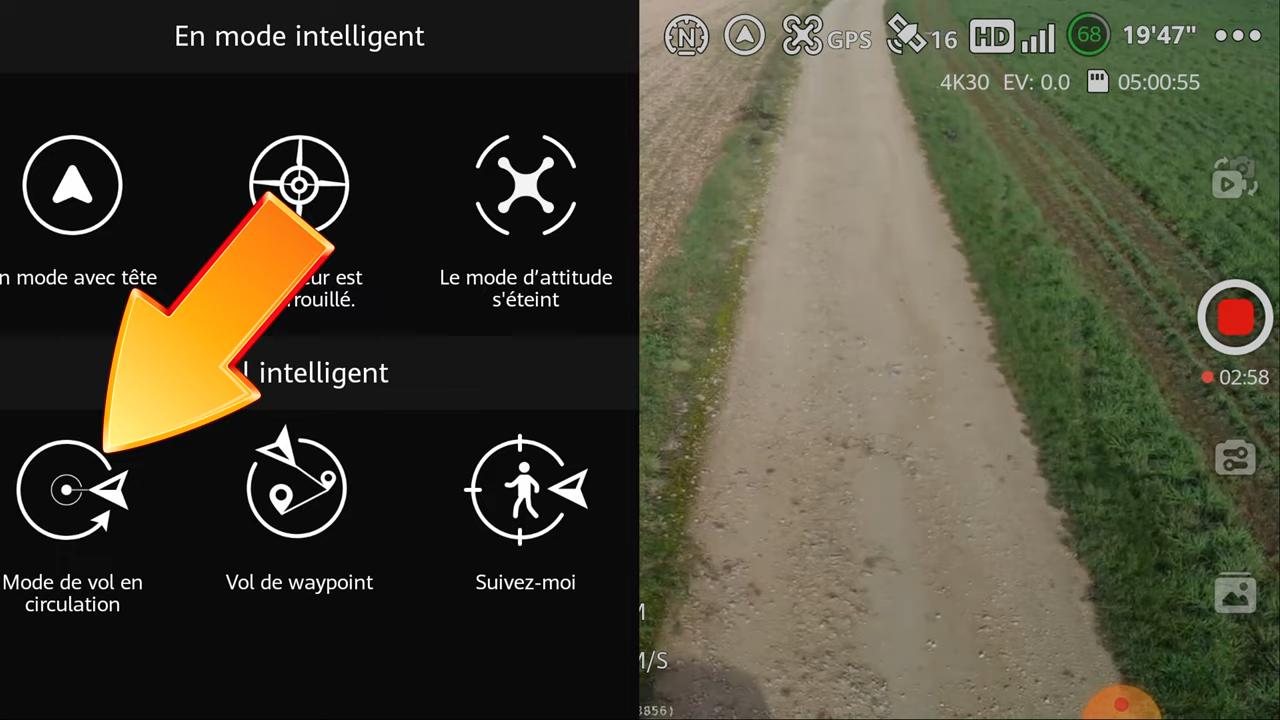 En mode intelligent
GPS
16
HD
68
19'47"
4K30 EV: 0.0 05:00:55
n mode avec tête
ur est
rouillé.
Le mode d’attitude
s'éteint
intelligent
02:58
Mode de vol en
circulation
Vol de waypoint
Suivez-moi
M/S
N